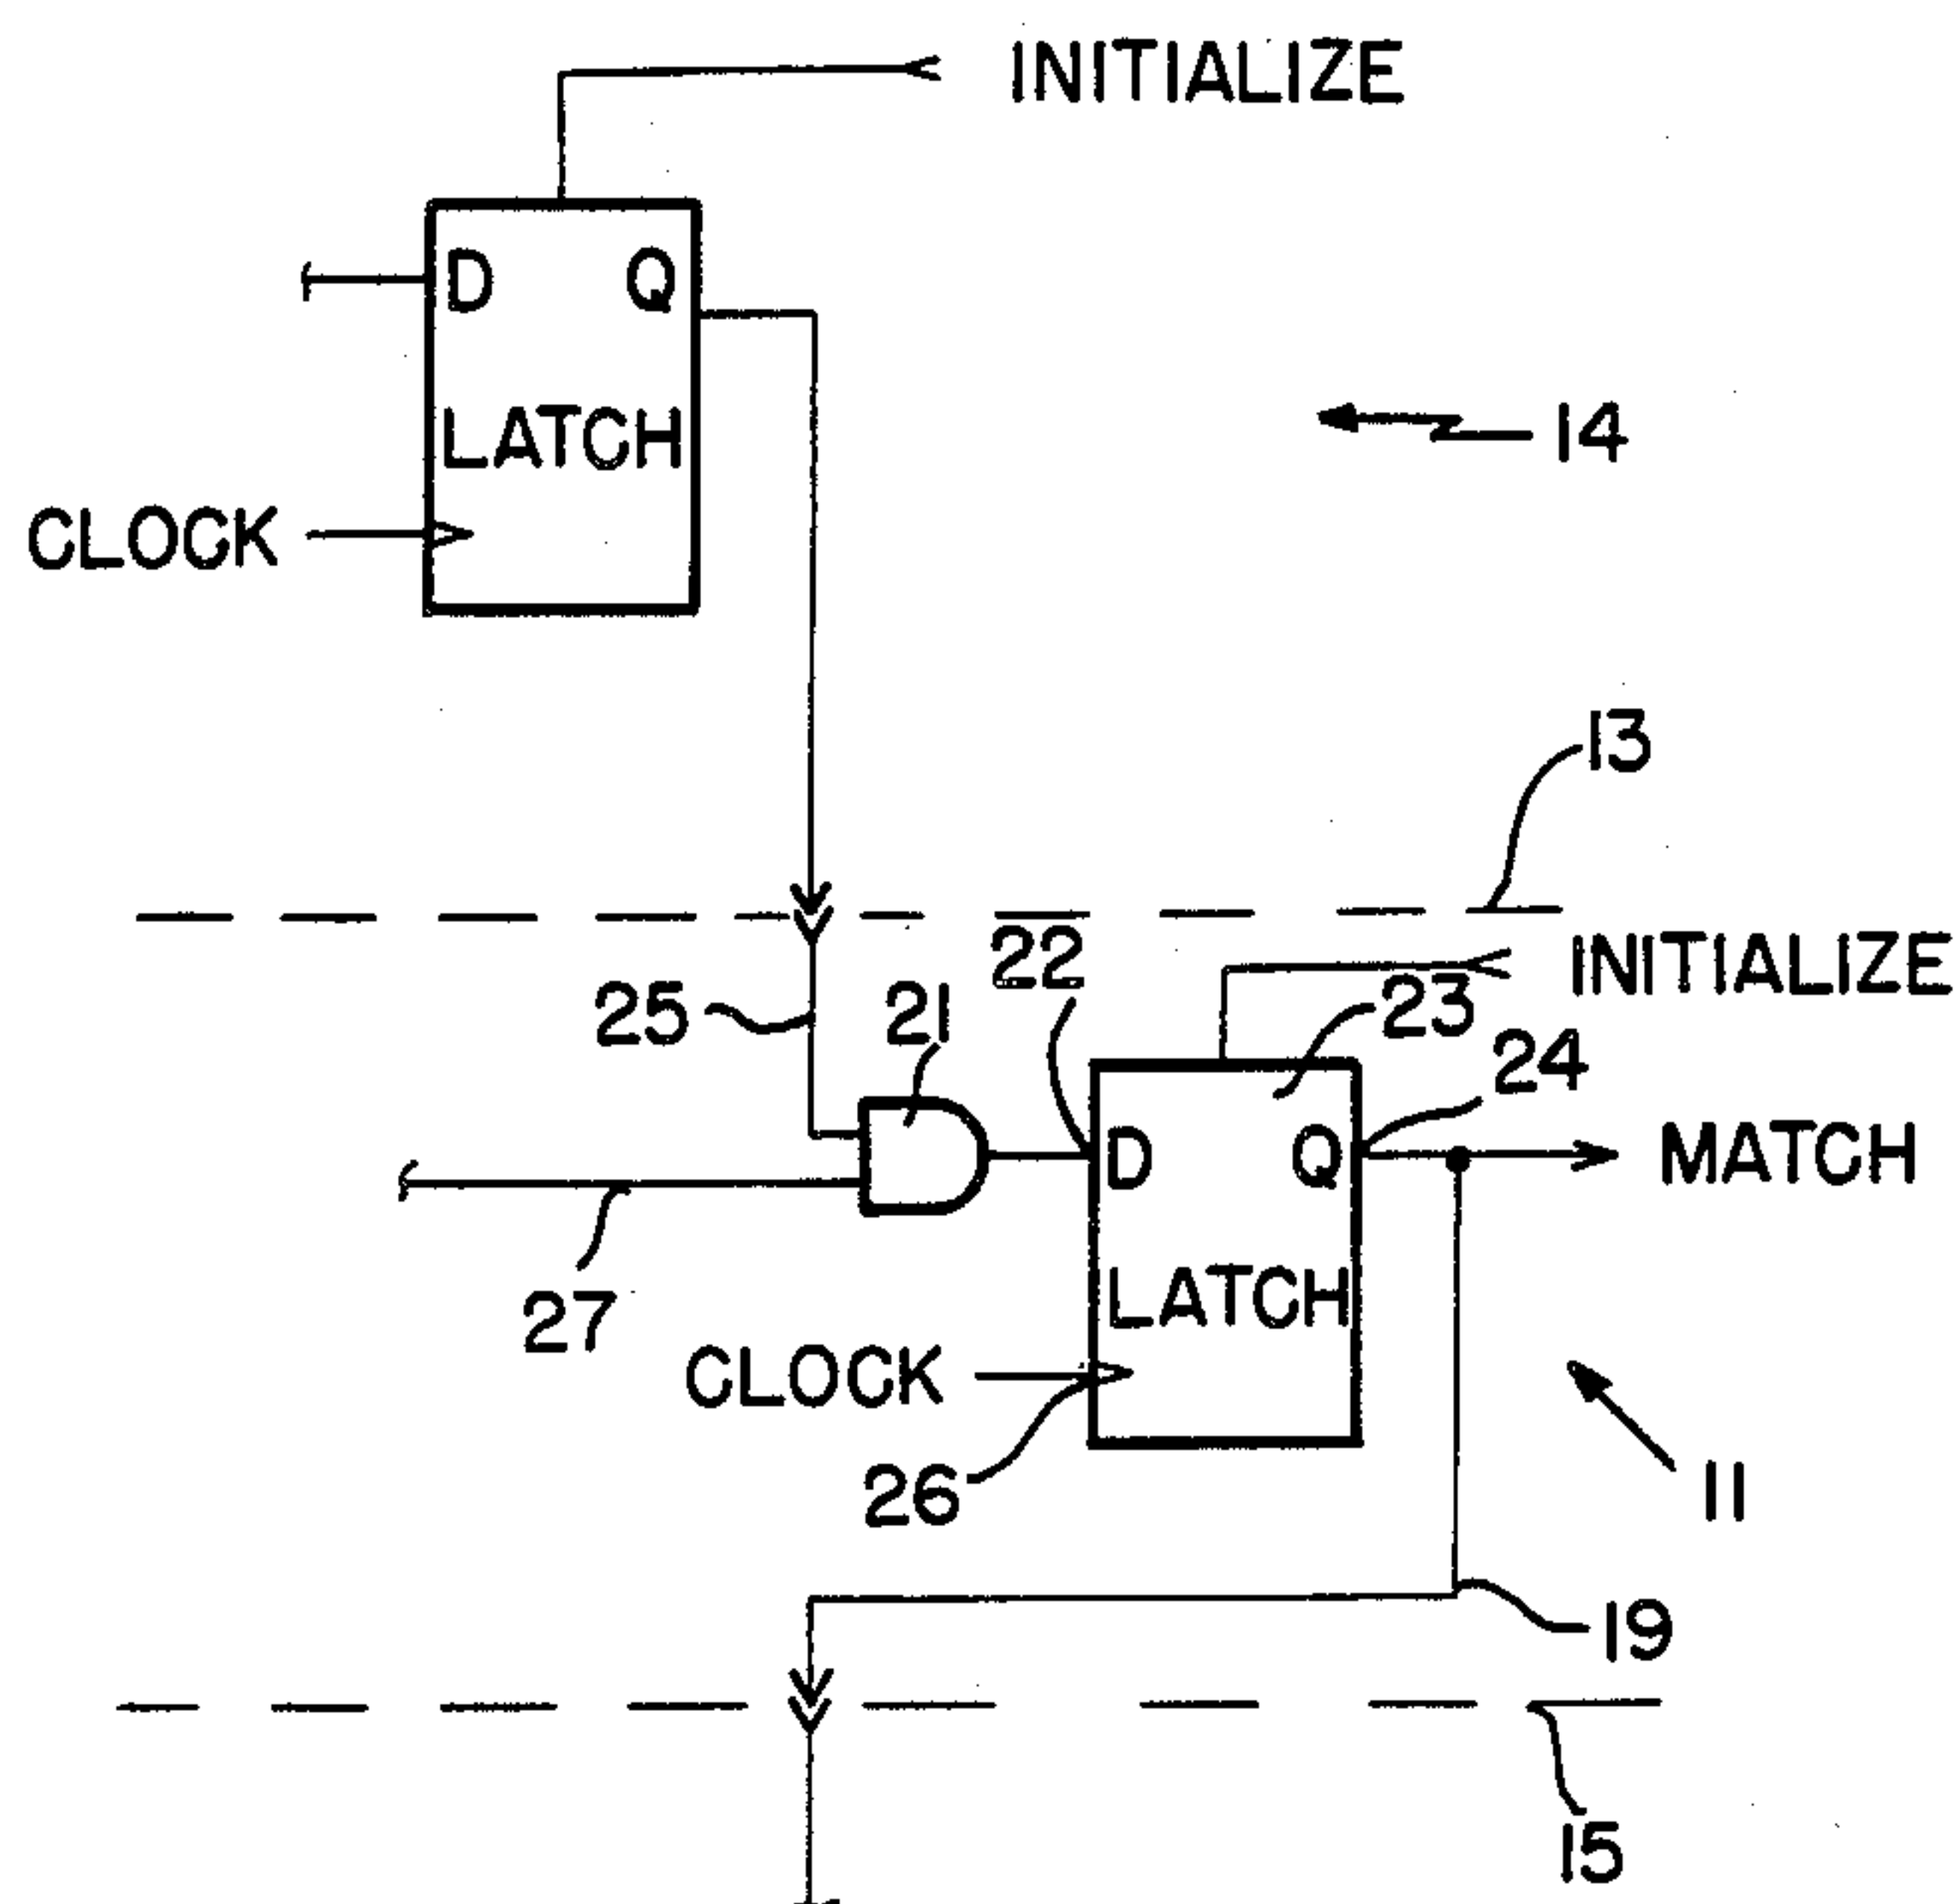 INITIALIZE
D Q
LATCH
14
CLOCK
13
INITIALIZE
22
25
21
23
24
D Q
MATCH
27
LATCH
CLOCK
26
11
19
15